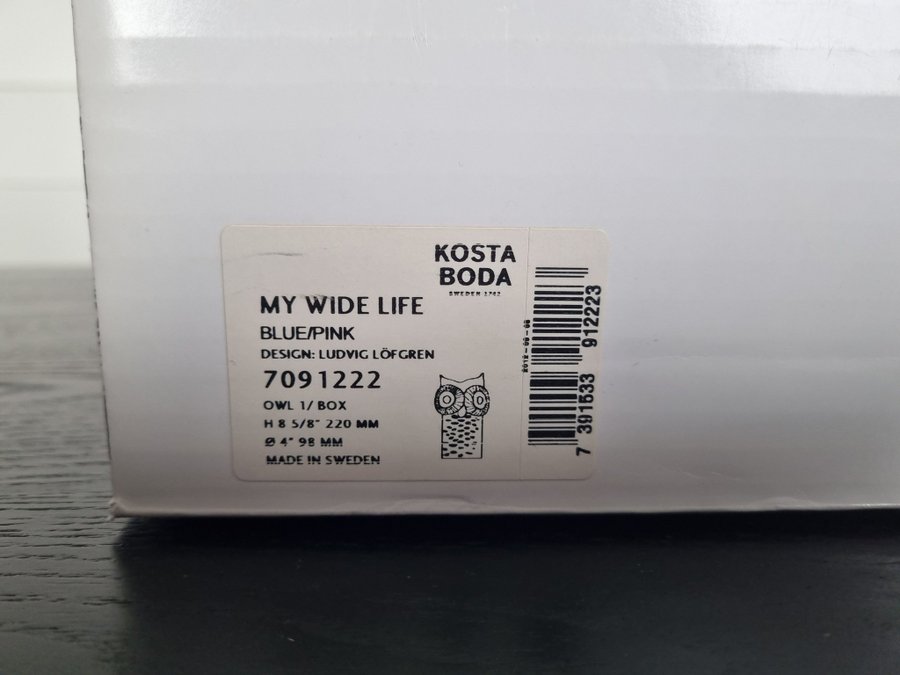 KOSTA
BODA
SWEDEN 1742
MY WIDE LIFE
BLUE/PINK
DESIGN: LUDVIG LÖFGREN
7091222
OWL 1/ BOX
H 8 5/8" 220 MM
Ø 4" 98 MM
MADE IN SWEDEN
7 391533 912223